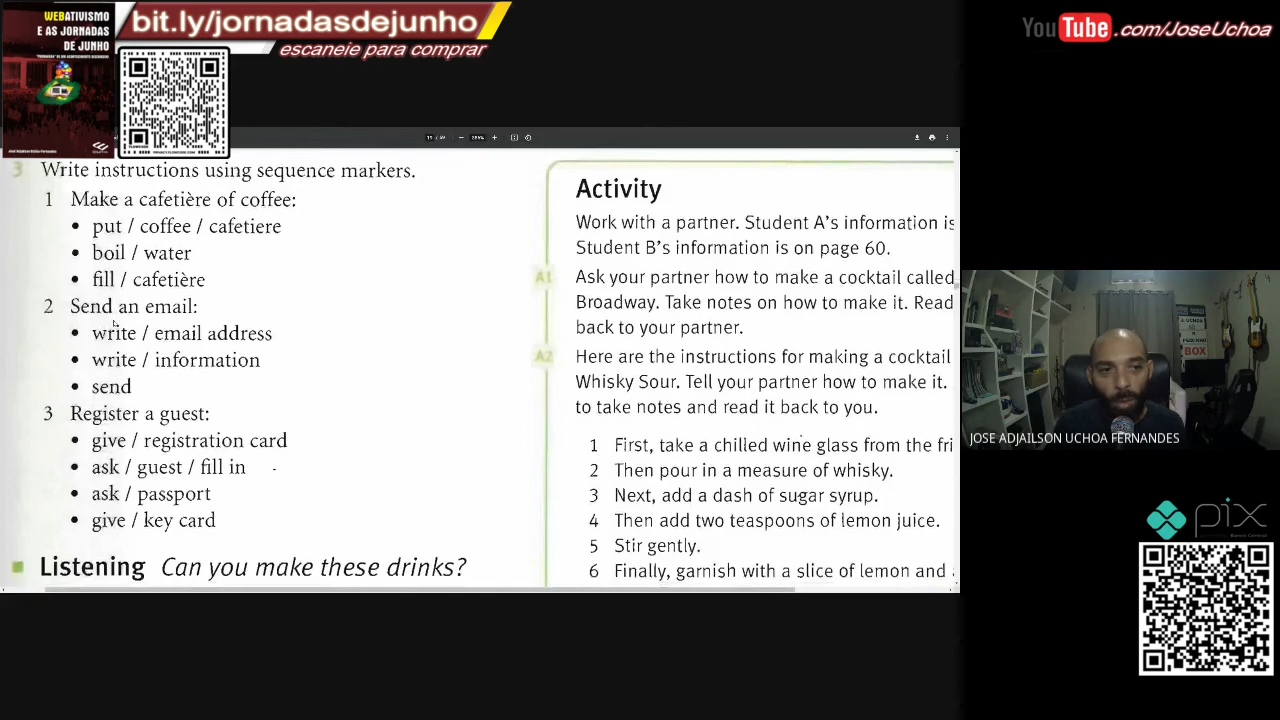 WEBATIVISMO
E AS JORNADAS
DE JUNHO
bit.ly/jornadasdejunho
escaneie para comprar
YouTube.com/JoseUchoa
3 Write instructions using sequence markers.
1 Make a cafetière of coffee:
• put / coffee / cafetiere
• boil / water
• fill / cafetière
2 Send an email:
• write / email address
• write / information
• send
3 Register a guest:
• give / registration card
• ask / guest / fill in
• ask / passport
• give / key card
Listening Can you make these drinks?
Activity
Work with a partner. Student A's information is
Student B's information is on page 60.
A1 Ask your partner how to make a cocktail called
Broadway. Take notes on how to make it. Read
back to your partner.
A2 Here are the instructions for making a cocktail
Whisky Sour. Tell your partner how to make it.
to take notes and read it back to you.
1 First, take a chilled wine glass from the fri
2 Then pour in a measure of whisky.
3 Next, add a dash of sugar syrup.
4 Then add two teaspoons of lemon juice.
5 Stir gently.
6 Finally, garnish with a slice of lemon and
BOX
JOSE ADJAILSON UCHOA FERNANDES
pix